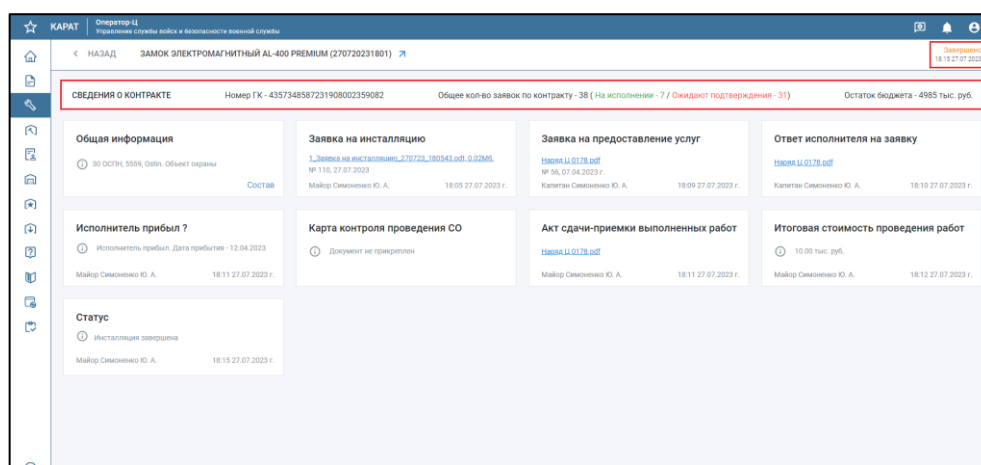 КАРАТ
Оператор-Ц
Управление службы войск и безопасности военной службы
НАЗАД
ЗАМОК ЭЛЕКТРОМАГНИТНЫЙ AL-400 PREMIUM (270720231801)
Завершено
18:15 27.07.2023
СВЕДЕНИЯ О КОНТРАКТЕ Номер ГК - 4357348587231908002359082 Общее кол-во заявок по контракту - 38 ( На исполнении - 7 / Ожидают подтверждения - 31) Остаток бюджета - 4985 тыс. руб.
Общая информация
30 ОСПН, 5559, Ostin. Объект охраны
Состав
Заявка на инсталляцию
1_Заявка на инсталляцию_270723_180543.odt, 0.02Мб,
№ 110, 27.07.2023
Майор Симоненко Ю. А. 18:05 27.07.2023 г.
Заявка на предоставление услуг
Наряд Ц 0178.pdf
№ 56, 07.04.2023 г.
Капитан Симоненко Ю. А. 18:09 27.07.2023 г.
Ответ исполнителя на заявку
Наряд Ц 0178.pdf
Капитан Симоненко Ю. А. 18:10 27.07.2023 г.
Исполнитель прибыл ?
Исполнитель прибыл. Дата прибытия - 12.04.2023
Майор Симоненко Ю. А. 18:11 27.07.2023 г.
Карта контроля проведения СО
Документ не прикреплен
Акт сдачи-приемки выполненных работ
Наряд Ц 0178.pdf
Майор Симоненко Ю. А. 18:11 27.07.2023 г.
Итоговая стоимость проведения работ
10.00 тыс. руб.
Майор Симоненко Ю. А. 18:12 27.07.2023 г.
Статус
Инсталляция завершена
Майор Симоненко Ю. А. 18:15 27.07.2023 г.